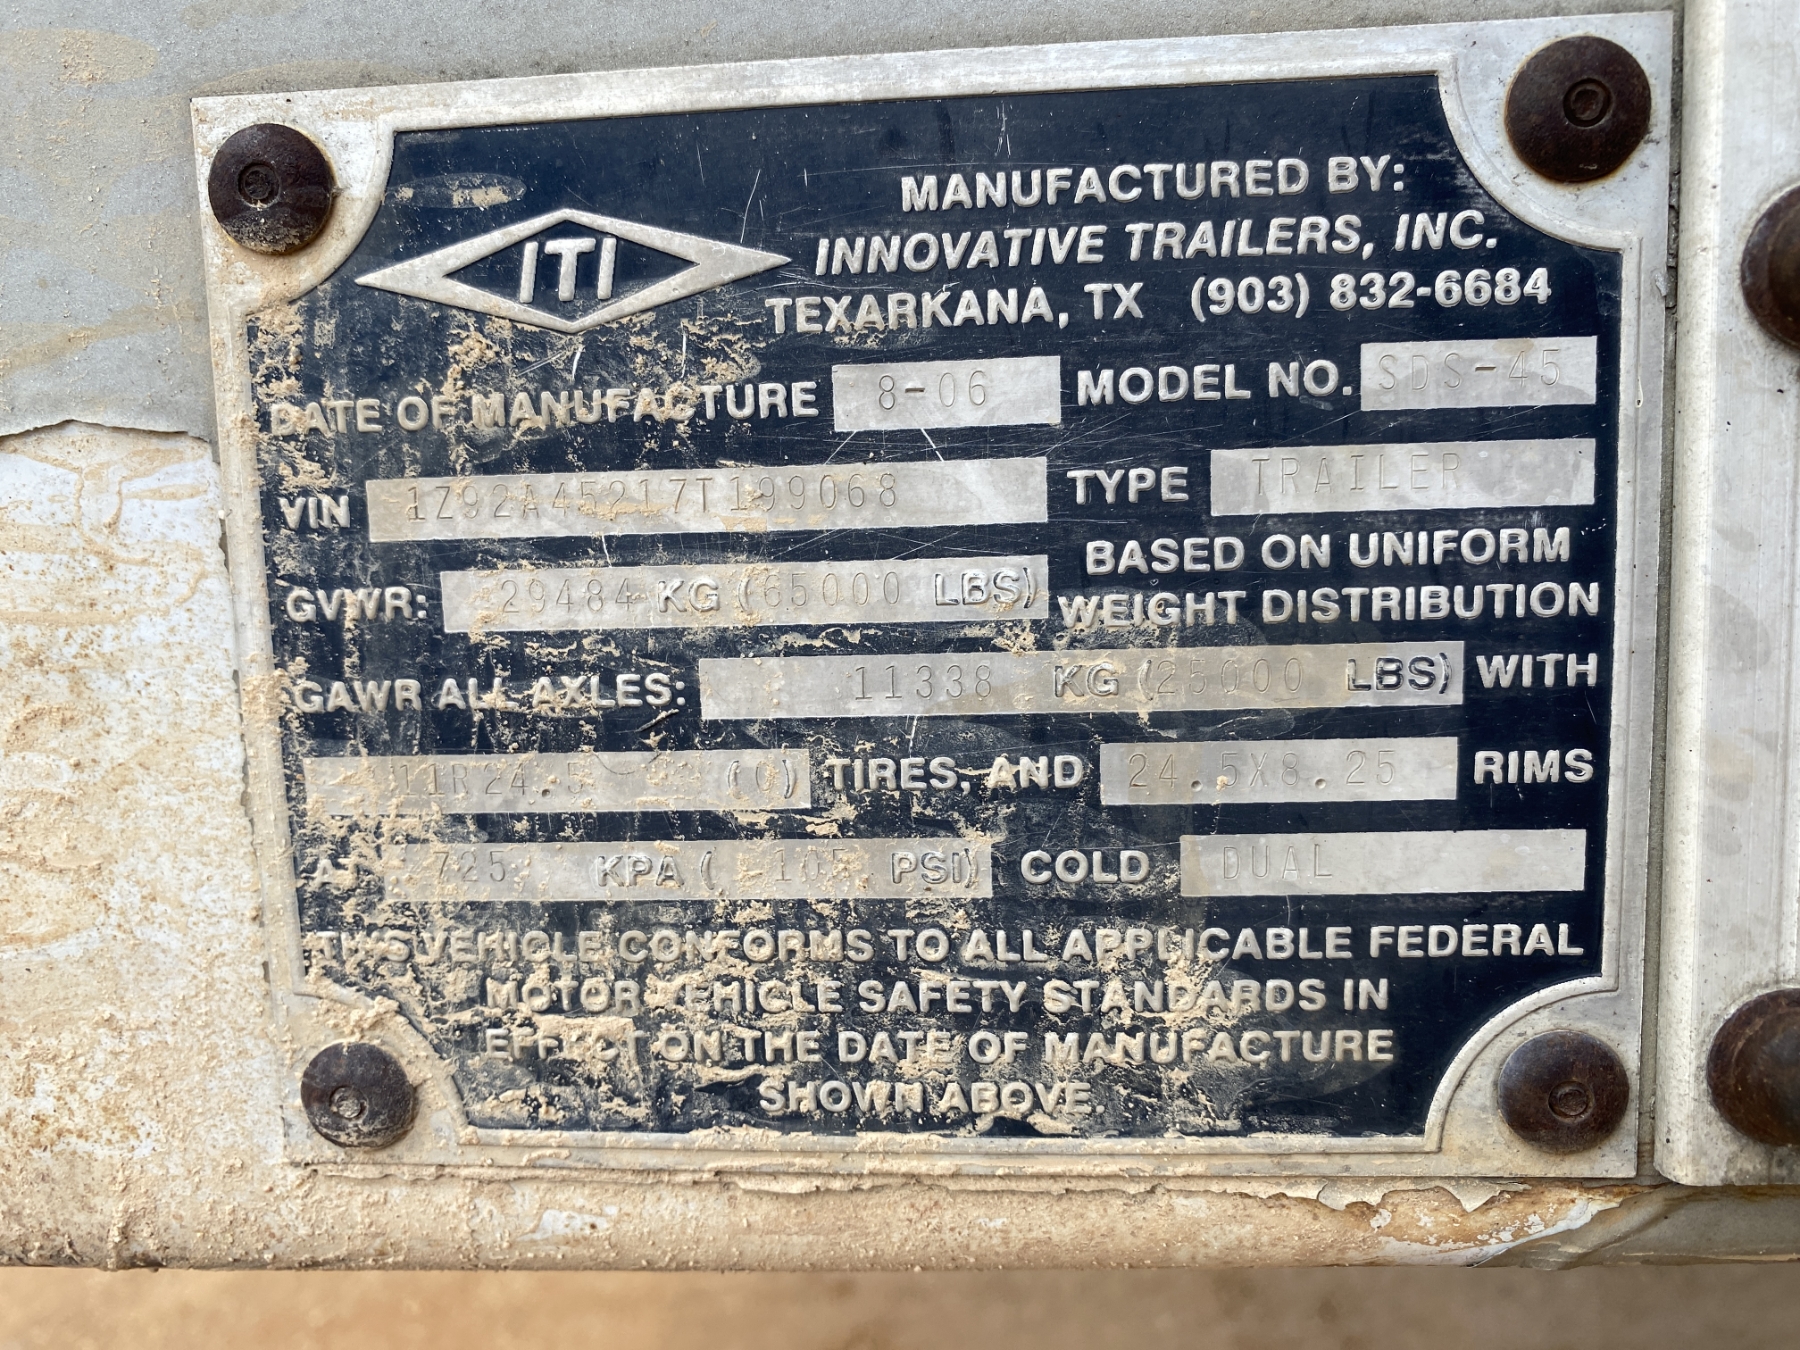 MANUFACTURED BY:
ITI
INNOVATIVE TRAILERS, INC.
TEXARKANA, TX (903) 832-6684
DATE OF MANUFACTURE 8-06 MODEL NO. SDS-45
VIN 1Z92A45217T199068 TYPE TRAILER
GVWR: 29484 KG (65000 LBS) BASED ON UNIFORM
WEIGHT DISTRIBUTION
GAWR ALL AXLES: 11338 KG (25000 LBS) WITH
11R24.5 TIRES, AND 24.5X8.25 RIMS
AT 725 KPA ( 105 PSI) COLD DUAL
THIS VEHICLE CONFORMS TO ALL APPLICABLE FEDERAL
MOTOR VEHICLE SAFETY STANDARDS IN
EFFECT ON THE DATE OF MANUFACTURE
SHOWN ABOVE.